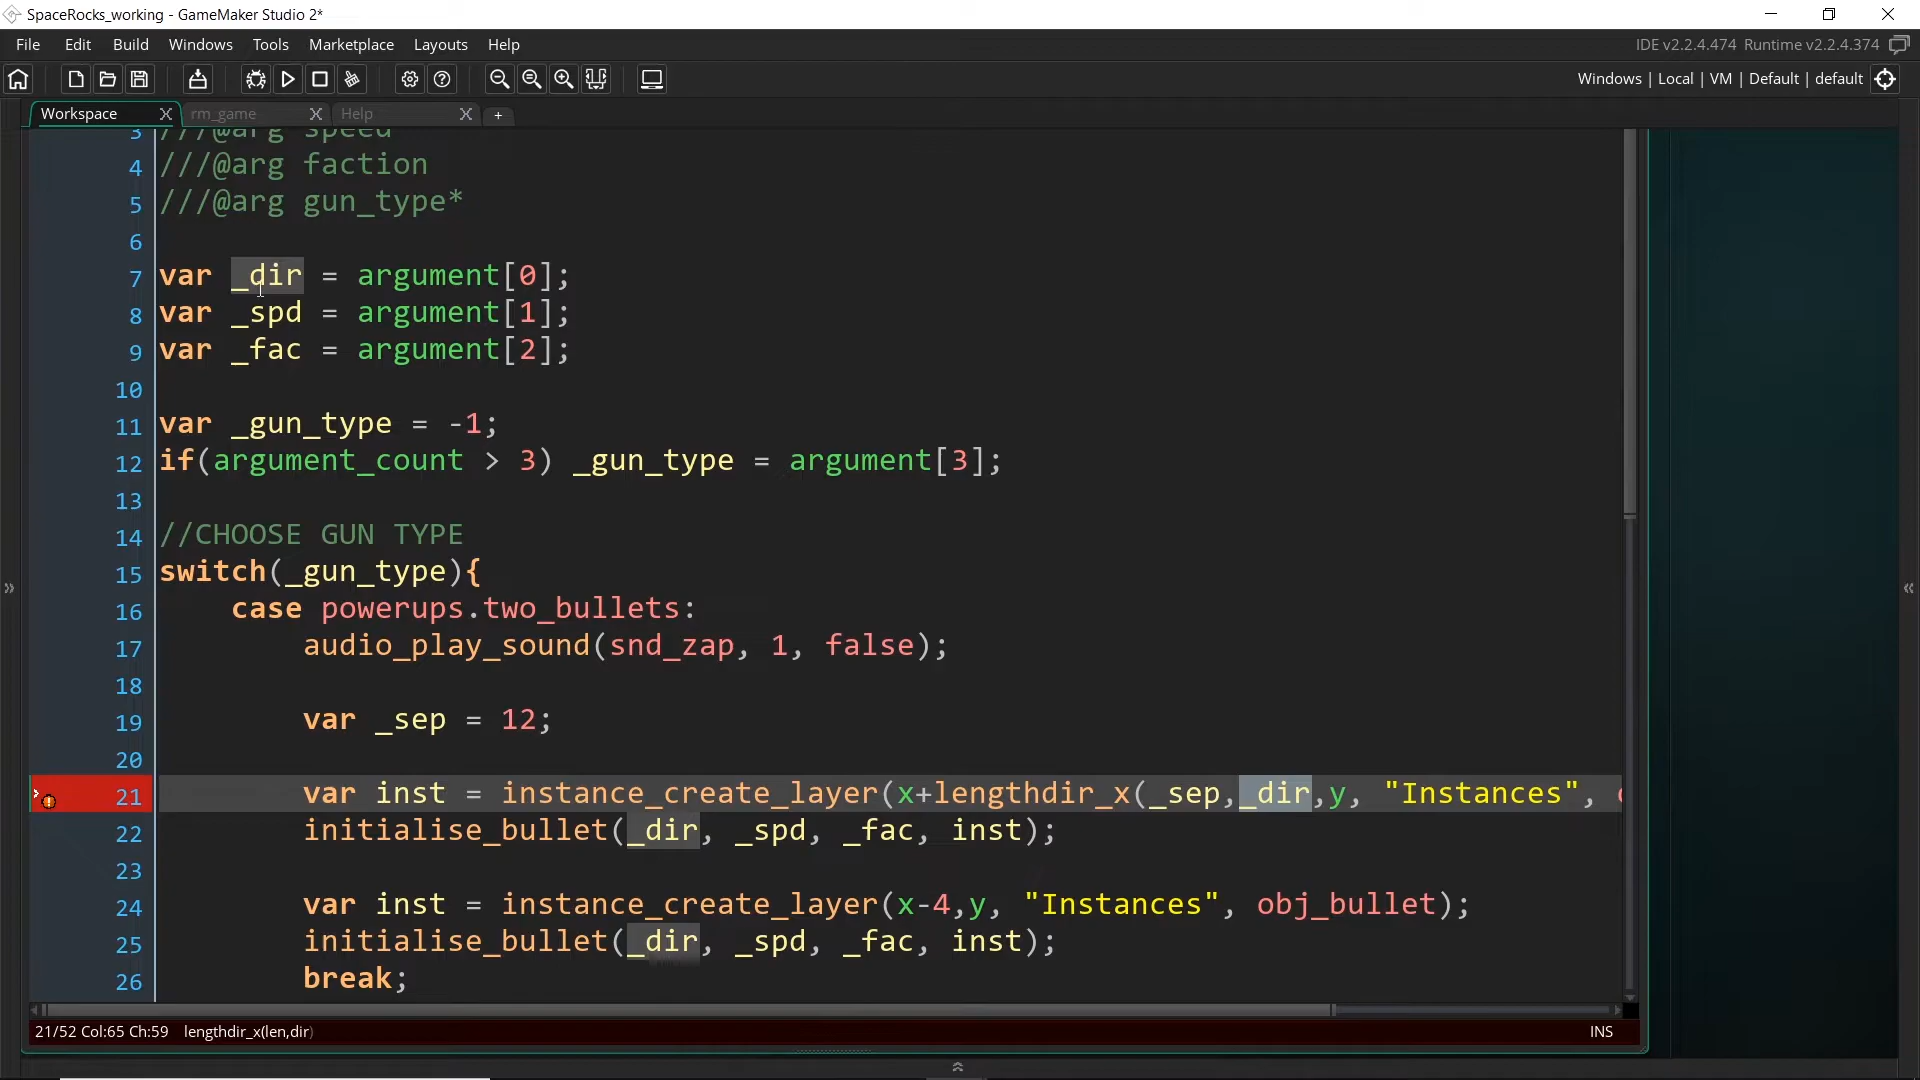 SpaceRocks_working - GameMaker Studio 2*
File Edit Build Windows Tools Marketplace Layouts Help
IDE v2.2.4.474 Runtime v2.2.4.374
Windows | Local | VM | Default | default
Workspace X rm_game X Help X +
3 ///@arg speed
4 ///@arg faction
5 ///@arg gun_type*
6
7 var _dir = argument[0];
8 var _spd = argument[1];
9 var _fac = argument[2];
10
11 var _gun_type = -1;
12 if(argument_count > 3) _gun_type = argument[3];
13
14 //CHOOSE GUN TYPE
15 switch(_gun_type){
16 case powerups.two_bullets:
17 audio_play_sound(snd_zap, 1, false);
18
19 var _sep = 12;
20
21 var inst = instance_create_layer(x+lengthdir_x(_sep,_dir,y, "Instances",
22 initialise_bullet(_dir, _spd, _fac, inst);
23
24 var inst = instance_create_layer(x-4,y, "Instances", obj_bullet);
25 initialise_bullet(_dir, _spd, _fac, inst);
26 break;
21/52 Col:65 Ch:59 lengthdir_x(len,dir)
INS